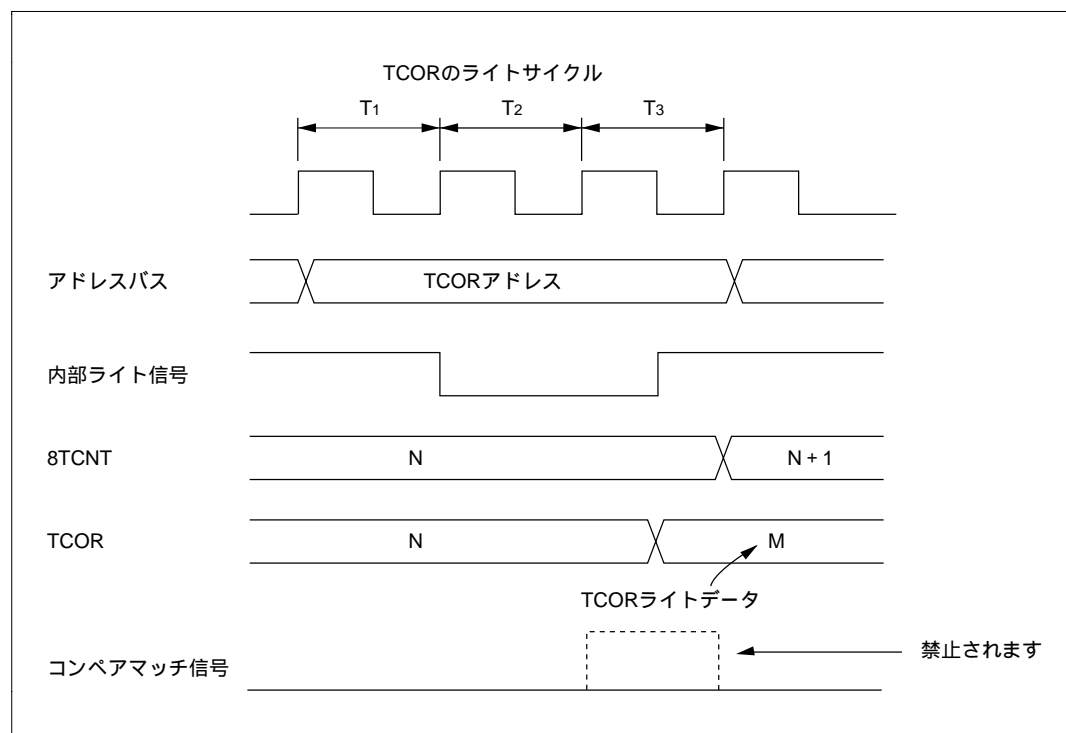 TCORのライトサイクル
T1 T2 T3
アドレスバス TCORアドレス
内部ライト信号
8TCNT N N + 1
TCOR N M
TCORライトデータ
コンペアマッチ信号 禁止されます